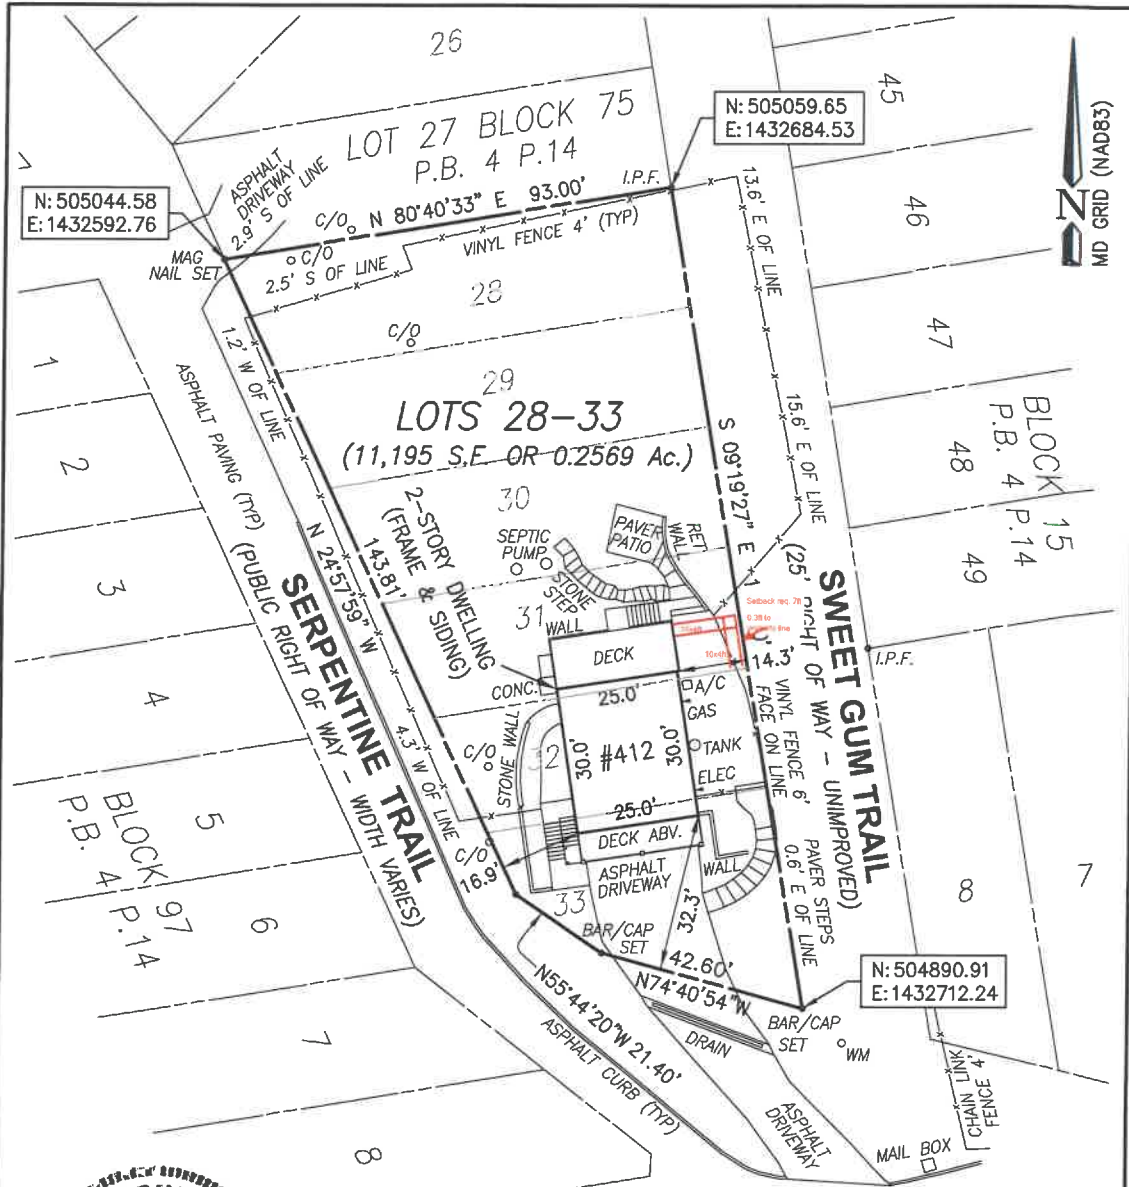 26
45
LOT 27 BLOCK 75
P.B. 4 P.14
N: 505059.65
E: 1432684.53
MD GRID (NAD83)
N
N: 505044.58
E: 1432592.76
ASPHALT
DRIVEWAY
2.9' S OF LINE
C/O
N 80°40'33" E 93.00'
I.P.F.
13.6' E OF LINE
46
MAG
NAIL SET
C/O
2.5' S OF LINE
VINYL FENCE 4' (TYP)
28
C/O
47
1
1.2' W OF LINE
ASPHALT PAVING (TYP)
29
LOTS 28-33
(11,195 S.F. OR 0.2569 Ac.)
S 09°19'27" E
15.6' E OF LINE
BLOCK 15
P.B. 4 P.14
48
2
30
2-STORY DWELLING
(FRAME & SIDING)
SEPTIC
PUMP
PAVER
PATIO
RET
WALL
49
3
N 24°57'59" W
143.81'
STONE
STEP
31
WALL
SERPENTINE TRAIL
(PUBLIC RIGHT OF WAY - WIDTH VARIES)
SWEET GUM TRAIL
(25' RIGHT OF WAY - UNIMPROVED)
Setback req.
I.P.F.
DECK
10x4ft
14.3'
4
CONC.
25.0'
A/C
GAS
VINYL FENCE 6'
FACE ON LINE
STONE WALL
C/O
32
30.0'
#412
30.0'
TANK
ELEC
4.3' W OF LINE
5
BLOCK 97
P.B. 4 P.14
25.0'
DECK ABV.
C/O
16.9'
ASPHALT
DRIVEWAY
WALL
PAVER STEPS
0.6' E OF LINE
8
7
6
33
32.3'
BAR/CAP
SET
42.60'
N74°40'54"W
N: 504890.91
E: 1432712.24
N55°44'20"W 21.40'
BAR/CAP
SET
WM
DRAIN
7
ASPHALT CURB (TYP)
CHAIN LINK
FENCE 4'
ASPHALT
DRIVEWAY
MAIL BOX
8